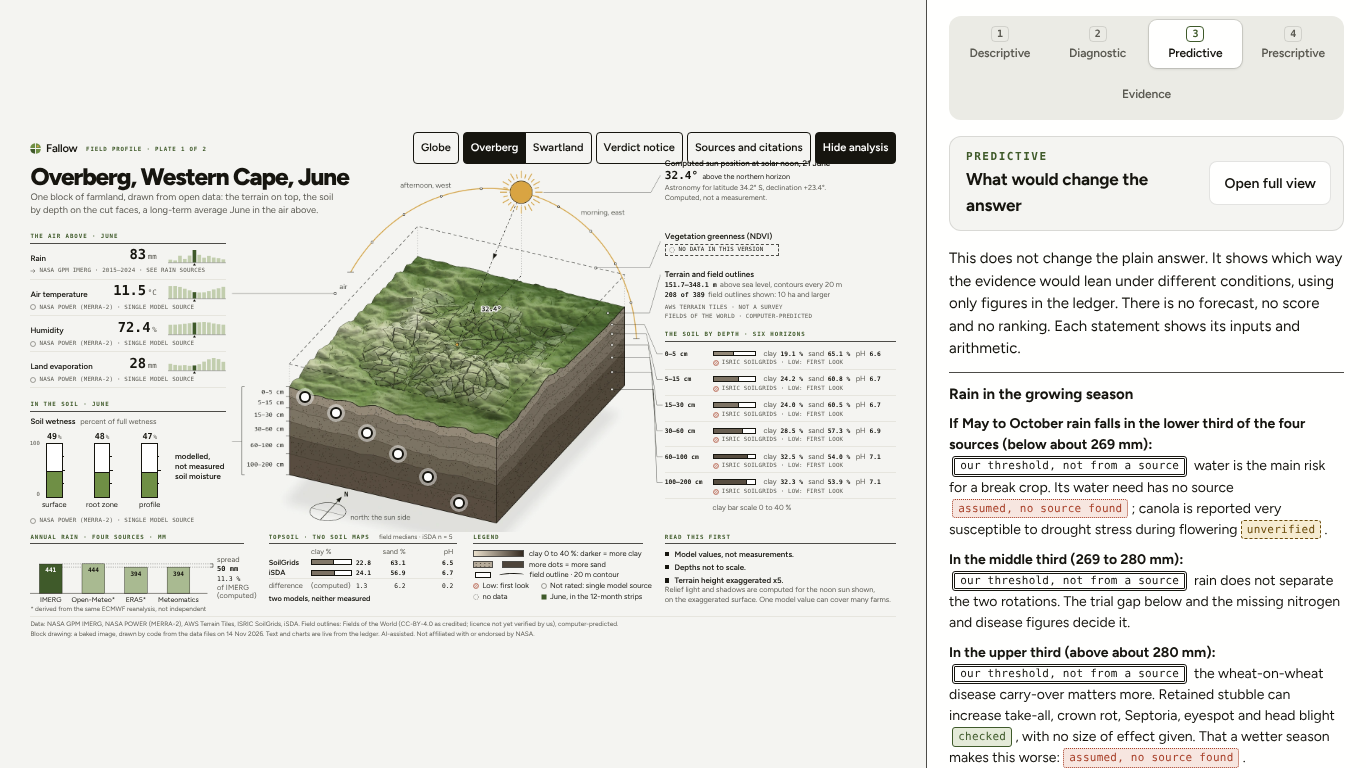 Fallow FIELD PROFILE · PLATE 1 OF 2
Globe Overberg Swartland Verdict notice Sources and citations Hide analysis
Overberg, Western Cape, June
One block of farmland, drawn from open data: the terrain on top, the soil
by depth on the cut faces, a long-term average June in the air above.
THE AIR ABOVE · JUNE
Rain 83 mm
→ NASA GPM IMERG · 2015–2024 · SEE RAIN SOURCES
Air temperature 11.5 °C
NASA POWER (MERRA-2) · SINGLE MODEL SOURCE
Humidity 72.4 %
NASA POWER (MERRA-2) · SINGLE MODEL SOURCE
Land evaporation 28 mm
NASA POWER (MERRA-2) · SINGLE MODEL SOURCE
IN THE SOIL · JUNE
Soil wetness percent of full wetness
49% 48% 47%
100
0
modelled,
not measured
soil moisture
surface root zone profile
NASA POWER (MERRA-2) · SINGLE MODEL SOURCE
afternoon, west
morning, east
air
32.4°
0–5 cm
5–15 cm
15–30 cm
30–60 cm
60–100 cm
100–200 cm
N
north: the sun side
Computed sun position at solar noon, 21 June
32.4° above the northern horizon
Astronomy for latitude 34.2° S, declination +23.4°.
Computed, not a measurement.
Vegetation greenness (NDVI)
NO DATA IN THIS VERSION
Terrain and field outlines
151.7–348.1 m above sea level, contours every 20 m
208 of 389 field outlines shown: 10 ha and larger
AWS TERRAIN TILES · NOT A SURVEY
FIELDS OF THE WORLD · COMPUTER-PREDICTED
THE SOIL BY DEPTH · SIX HORIZONS
0–5 cm clay 19.1 % sand 65.1 % pH 6.6
ISRIC SOILGRIDS · LOW: FIRST LOOK
5–15 cm clay 24.2 % sand 60.8 % pH 6.7
ISRIC SOILGRIDS · LOW: FIRST LOOK
15–30 cm clay 24.0 % sand 60.5 % pH 6.7
ISRIC SOILGRIDS · LOW: FIRST LOOK
30–60 cm clay 28.5 % sand 57.3 % pH 6.9
ISRIC SOILGRIDS · LOW: FIRST LOOK
60–100 cm clay 32.5 % sand 54.0 % pH 7.1
ISRIC SOILGRIDS · LOW: FIRST LOOK
100–200 cm clay 32.3 % sand 53.9 % pH 7.1
ISRIC SOILGRIDS · LOW: FIRST LOOK
clay bar scale 0 to 40 %
ANNUAL RAIN · FOUR SOURCES · MM
441 444 394 394
spread
50 mm
11.3 %
of IMERG
(computed)
IMERG Open-Meteo* ERA5* Meteomatics
* derived from the same ECMWF reanalysis, not independent
TOPSOIL · TWO SOIL MAPS field medians · iSDA n = 5
clay % sand % pH
SoilGrids 22.8 63.1 6.5
iSDA 24.1 56.9 6.7
difference (computed) 1.3 6.2 0.2
two models, neither measured
LEGEND
clay 0 to 40 %: darker = more clay
more dots = more sand
field outline · 20 m contour
Low: first look Not rated: single model source
no data June, in the 12-month strips
READ THIS FIRST
Model values, not measurements.
Depths not to scale.
Terrain height exaggerated x5.
Relief light and shadows are computed for the noon sun shown,
on the exaggerated surface. One model value can cover many farms.
Data: NASA GPM IMERG, NASA POWER (MERRA-2), AWS Terrain Tiles, ISRIC SoilGrids, iSDA. Field outlines: Fields of the World (CC-BY-4.0 as credited; licence not yet verified by us), computer-predicted.
Block drawing: a baked image, drawn by code from the data files on 14 Nov 2026. Text and charts are live from the ledger. AI-assisted. Not affiliated with or endorsed by NASA.
1 2 3 4
Descriptive Diagnostic Predictive Prescriptive
Evidence
PREDICTIVE
What would change the
answer
Open full view
This does not change the plain answer. It shows which way
the evidence would lean under different conditions, using
only figures in the ledger. There is no forecast, no score
and no ranking. Each statement shows its inputs and
arithmetic.
Rain in the growing season
If May to October rain falls in the lower third of the four
sources (below about 269 mm):
our threshold, not from a source water is the main risk
for a break crop. Its water need has no source
assumed, no source found ; canola is reported very
susceptible to drought stress during flowering unverified .
In the middle third (269 to 280 mm):
our threshold, not from a source rain does not separate
the two rotations. The trial gap below and the missing nitrogen
and disease figures decide it.
In the upper third (above about 280 mm):
our threshold, not from a source the wheat-on-wheat
disease carry-over matters more. Retained stubble can
increase take-all, crown rot, Septoria, eyespot and head blight
checked , with no size of effect given. That a wetter season
makes this worse: assumed, no source found .